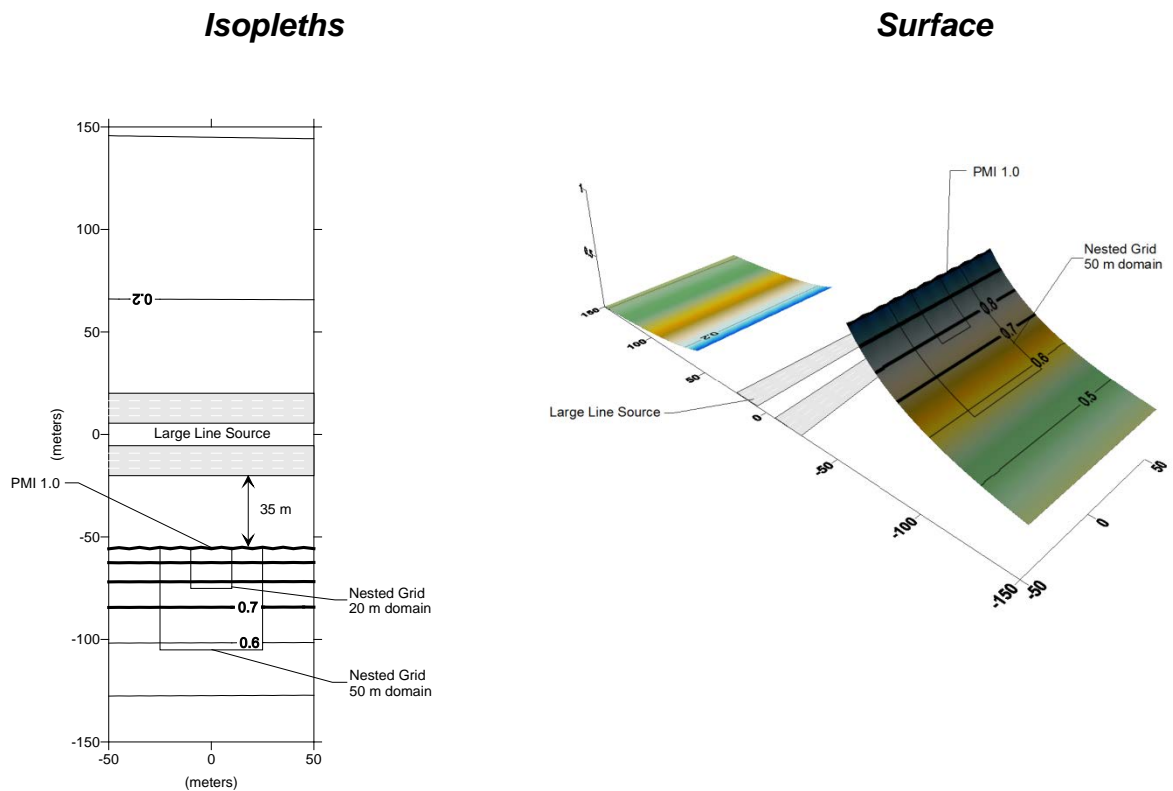 Isopleths
Surface
150
100
50
0
-50
-100
-150
(meters)
0.2
Large Line Source
PMI 1.0
35 m
0.7
Nested Grid
20 m domain
0.6
Nested Grid
50 m domain
-50
0
50
(meters)
PMI 1.0
Nested Grid
50 m domain
1
0.5
150
100
50
0
-50
-100
-150
-50
0
50
0.2
0.8
0.7
0.6
0.5
Large Line Source